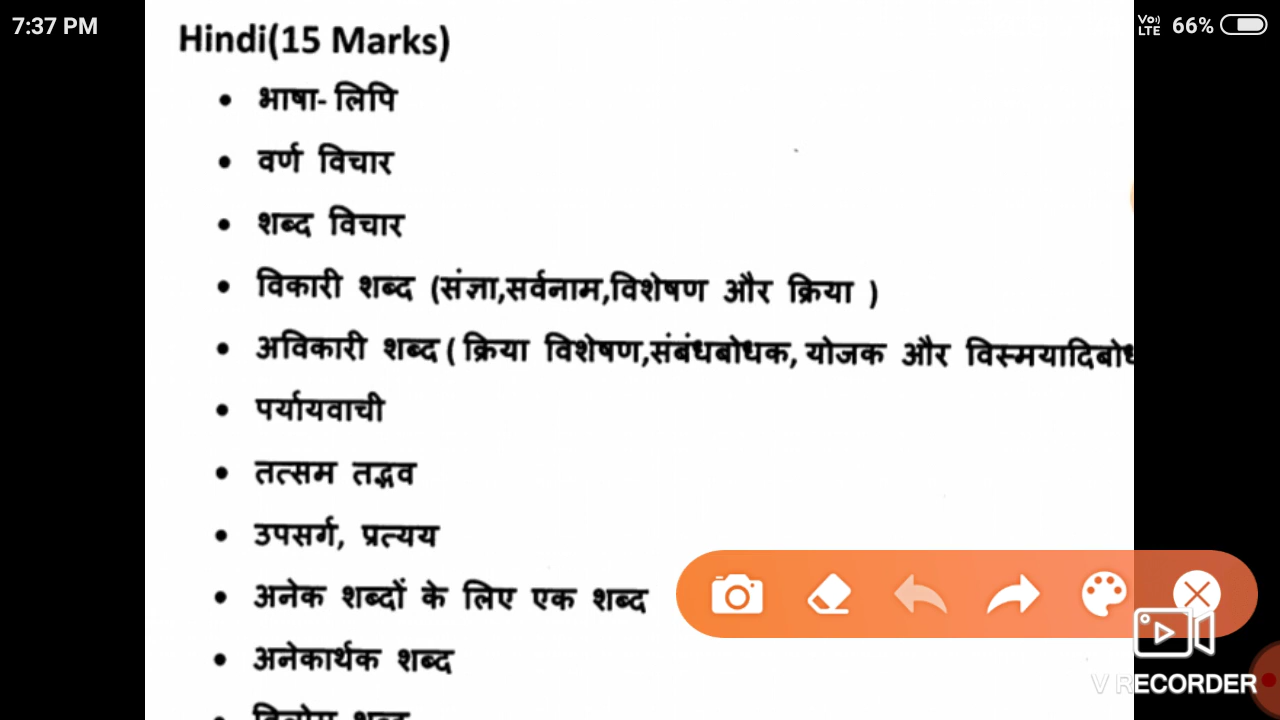 7:37 PM
Vo))
LTE
66%
Hindi(15 Marks)
• भाषा- लिपि
• वर्ण विचार
• शब्द विचार
• विकारी शब्द (संज्ञा,सर्वनाम,विशेषण और क्रिया )
• अविकारी शब्द ( क्रिया विशेषण,संबंधबोधक, योजक और
• पर्यायवाची
• तत्सम तद्भव
• उपसर्ग, प्रत्यय
• अनेक शब्दों के लिए एक शब्द
• अनेकार्थक शब्द
V RECORDER